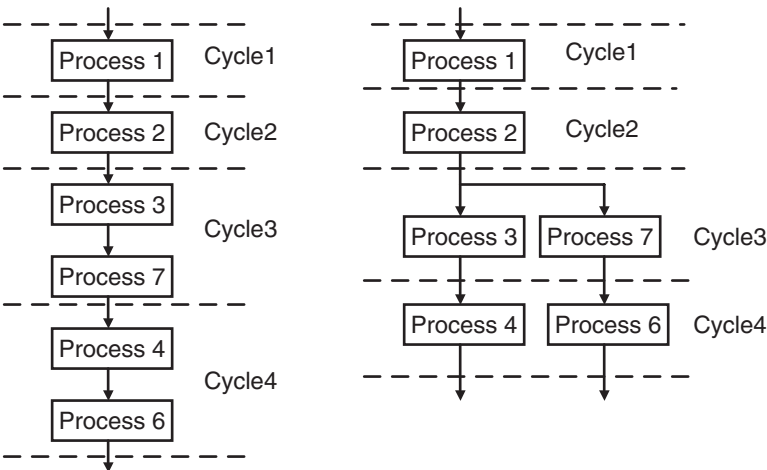 Process 1 Cycle1
Process 2 Cycle2
Process 3
Cycle3
Process 7
Process 4
Cycle4
Process 6
Process 1 Cycle1
Process 2 Cycle2
Process 3 Process 7 Cycle3
Process 4 Process 6 Cycle4